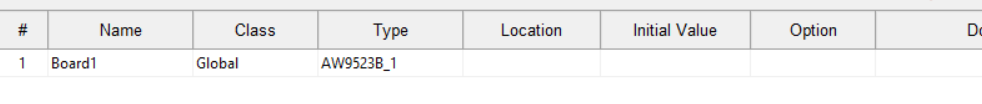 # Name Class Type Location Initial Value Option
1 Board1 Global AW9523B_1